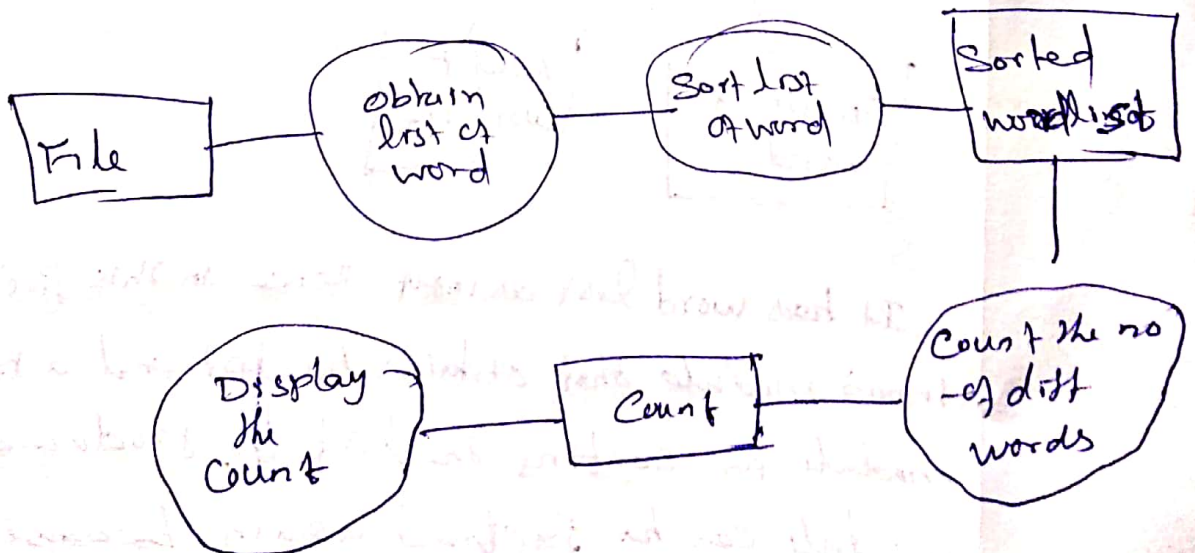 File
Obtain
list of
word
Sort list
of word
Sorted
Count the no
of diff
words
Count
Display
the
Count